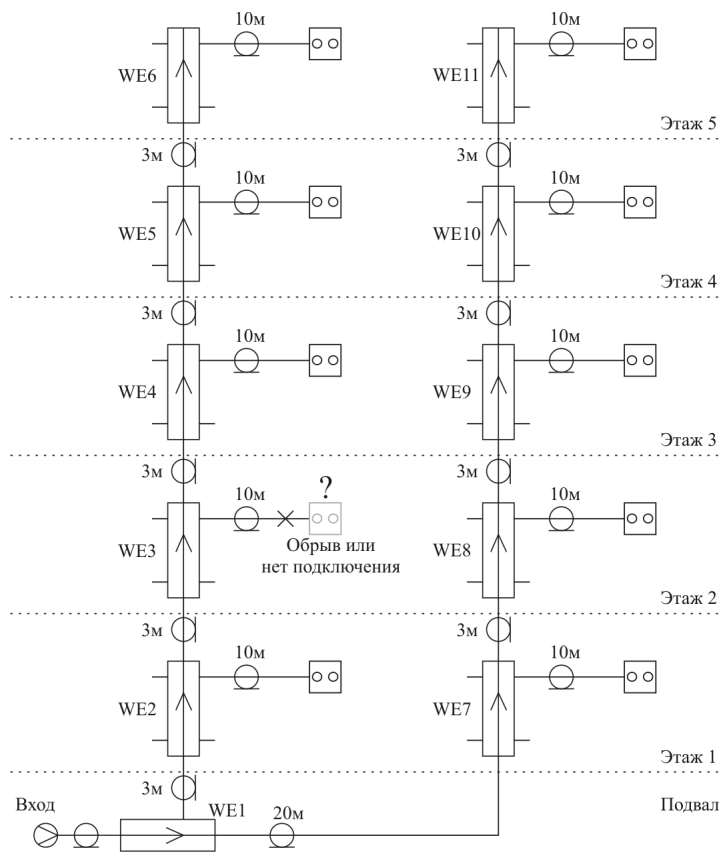 10м 10м
WE6 WE11
Этаж 5
3м 3м
10м 10м
WE5 WE10
Этаж 4
3м 3м
10м 10м
WE4 WE9
Этаж 3
3м 3м
10м ? 10м
WE3 Обрыв или WE8
нет подключения
Этаж 2
3м 3м
10м 10м
WE2 WE7
Этаж 1
3м
Вход WE1 20м Подвал